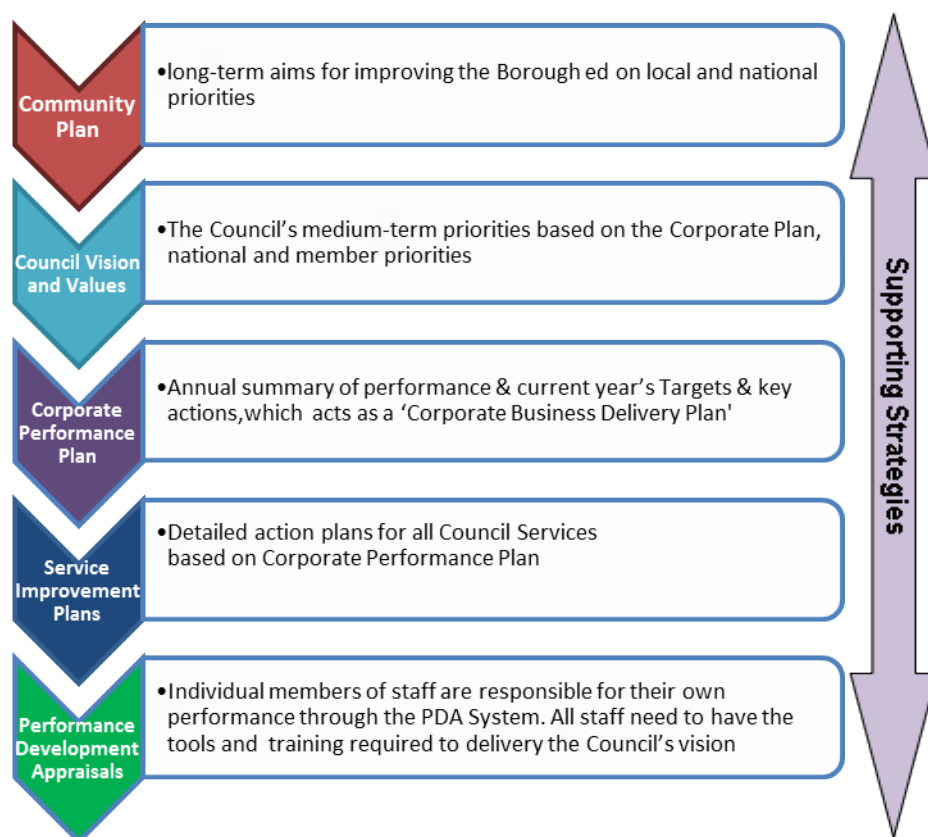 Community
Plan
•long-term aims for improving the Borough ed on local and national
priorities
Council Vision
and Values
•The Council’s medium-term priorities based on the Corporate Plan,
national and member priorities
Corporate
Performance
Plan
•Annual summary of performance & current year’s Targets & key
actions,which acts as a ‘Corporate Business Delivery Plan'
Service
Improvement
Plans
•Detailed action plans for all Council Services
based on Corporate Performance Plan
Performance
Development
Appraisals
•Individual members of staff are responsible for their own
performance through the PDA System. All staff need to have the
tools and  training required to delivery the Council’s vision
Supporting Strategies